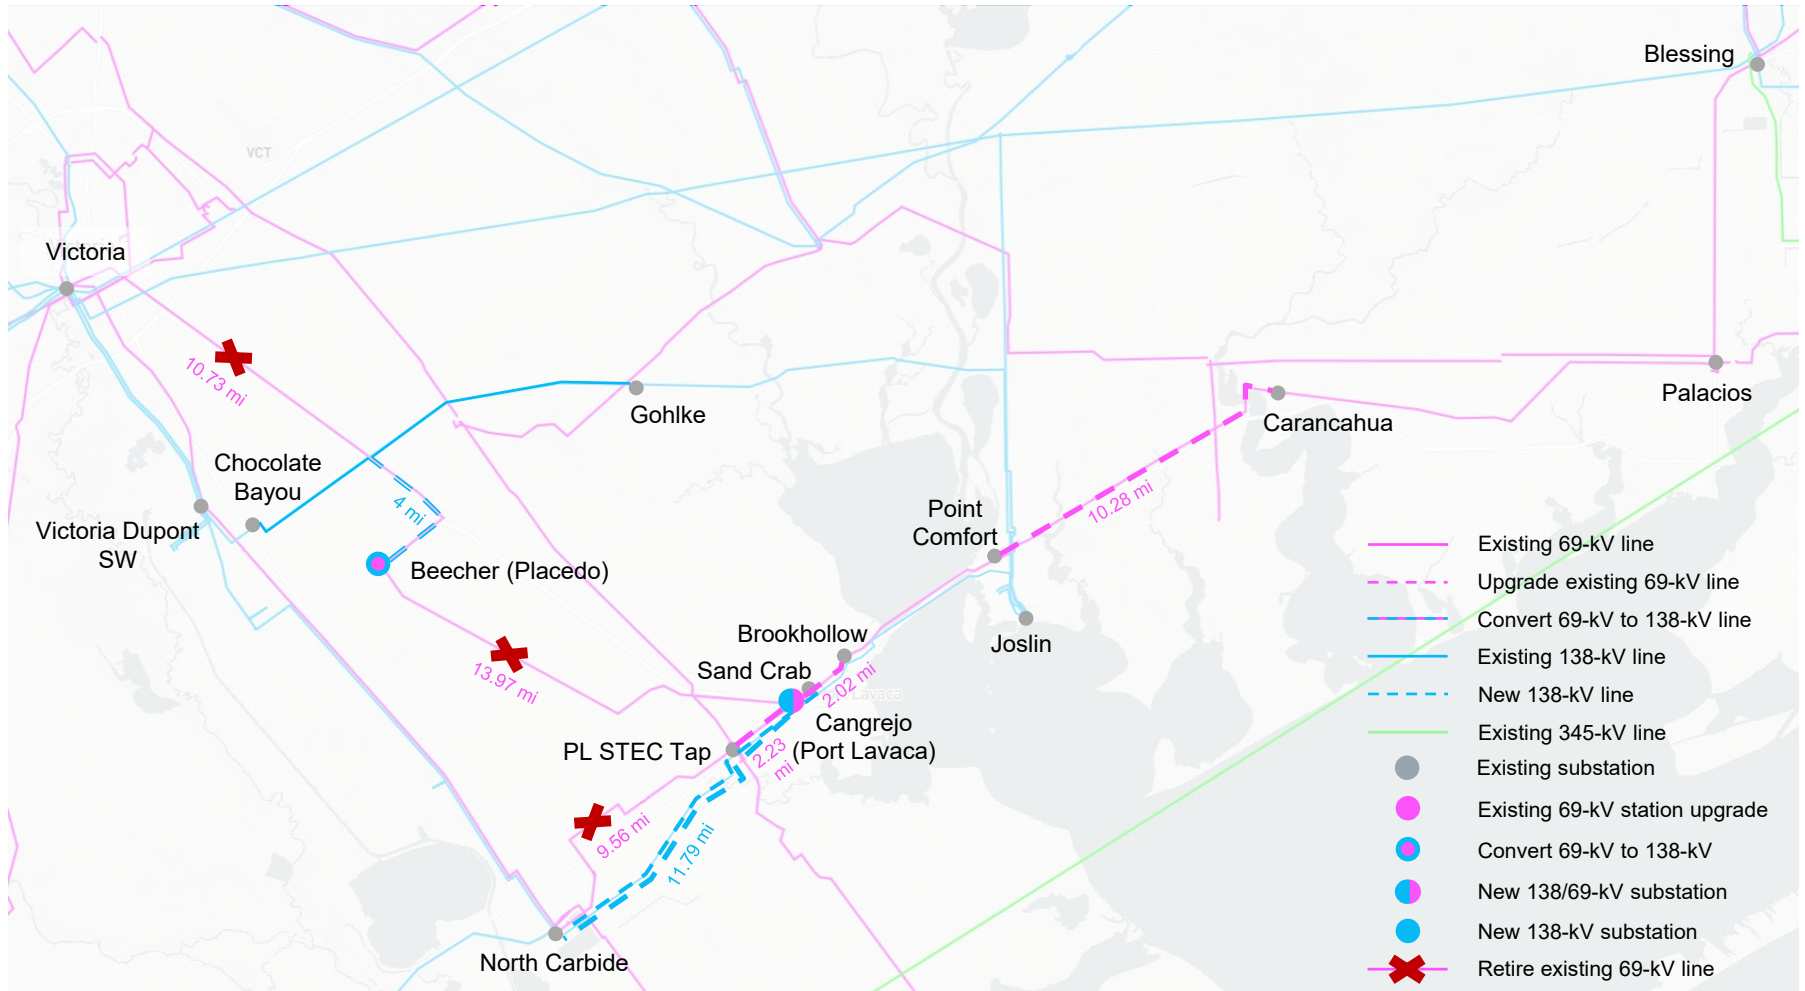 Blessing
VCT
Victoria
10.73 mi
Gohlke
Palacios
Carancahua
Chocolate
Bayou
4 mi
10.28 mi
Point
Comfort
Victoria Dupont
SW
Beecher (Placedo)
Joslin
Brookhollow
Sand Crab
2.02 mi
Lavaca
13.97 mi
Cangrejo
(Port Lavaca)
PL STEC Tap
2.23
mi
9.56 mi
11.79 mi
North Carbide
Existing 69-kV line
Upgrade existing 69-kV line
Convert 69-kV to 138-kV line
Existing 138-kV line
New 138-kV line
Existing 345-kV line
Existing substation
Existing 69-kV station upgrade
Convert 69-kV to 138-kV
New 138/69-kV substation
New 138-kV substation
Retire existing 69-kV line